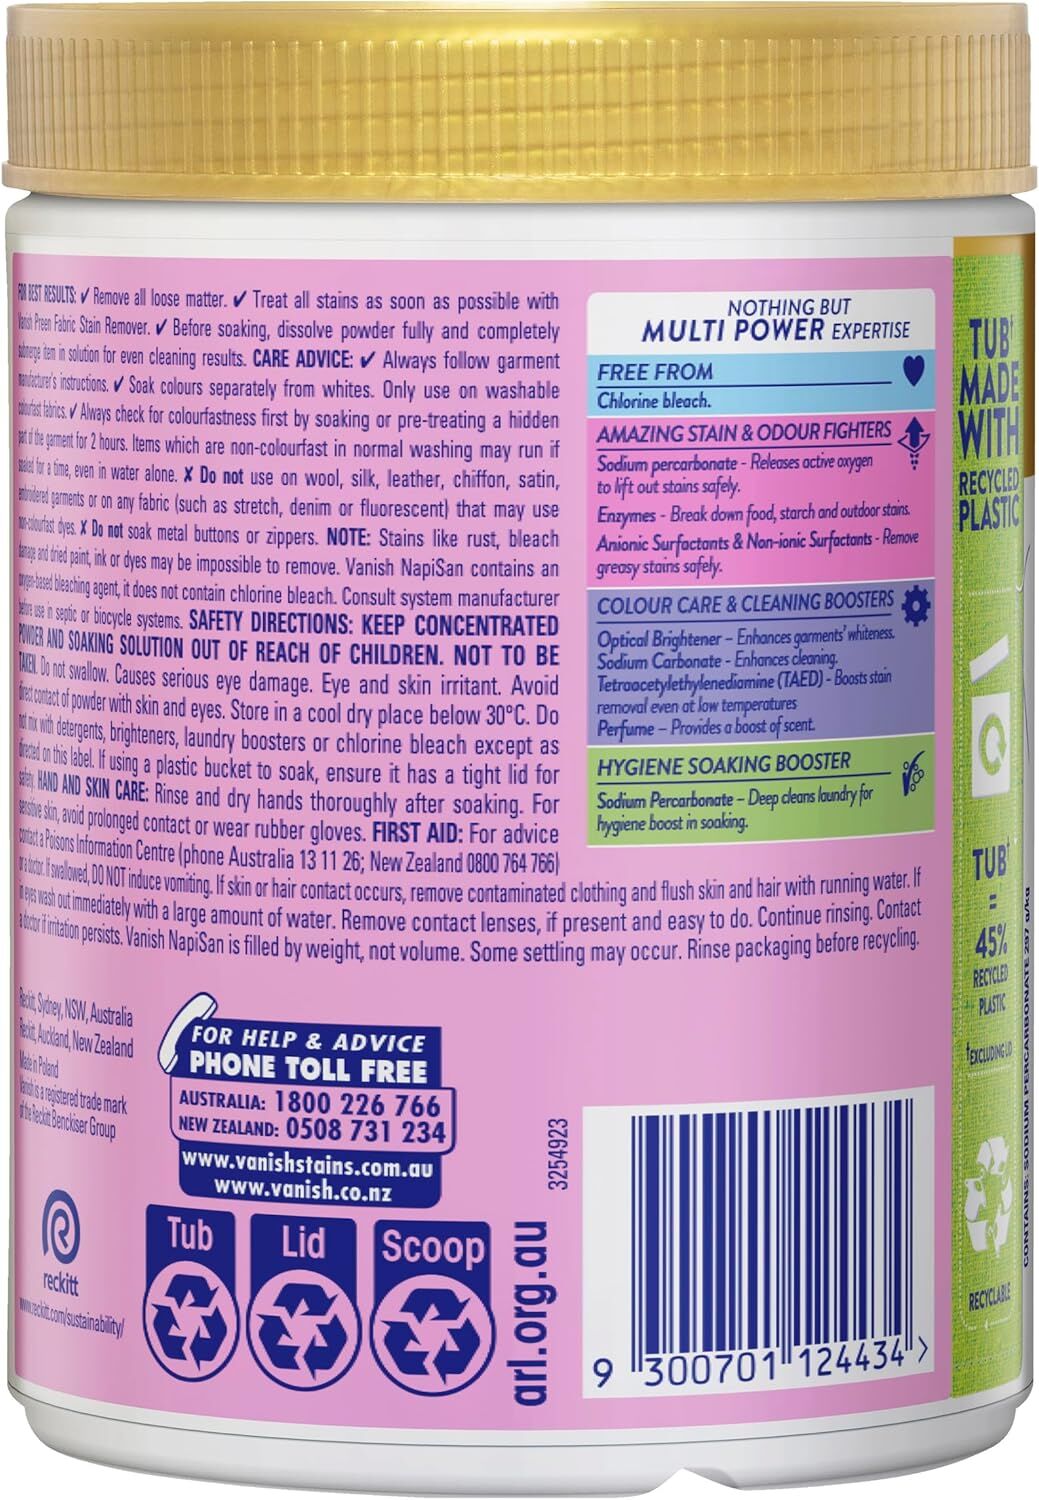 FOR BEST RESULTS: ✔ Remove all loose matter. ✔ Treat all stains as soon as possible with
Vanish Preen Fabric Stain Remover. ✔ Before soaking, dissolve powder fully and completely
submerge item in solution for even cleaning results. CARE ADVICE: ✔ Always follow garment
manufacturer's instructions. ✔ Soak colours separately from whites. Only use on washable
colourfast fabrics. ✔ Always check for colourfastness first by soaking or pre-treating a hidden
part of the garment for 2 hours. Items which are non-colourfast in normal washing may run if
soaked for a time, even in water alone. ✘ Do not use on wool, silk, leather, chiffon, satin,
embroidered garments or on any fabric (such as stretch, denim or fluorescent) that may use
non-colourfast dyes. ✘ Do not soak metal buttons or zippers. NOTE: Stains like rust, bleach
damage and dried paint, ink or dyes may be impossible to remove. Vanish NapiSan contains an
oxygen-based bleaching agent, it does not contain chlorine bleach. Consult system manufacturer
before use in septic or biocycle systems. SAFETY DIRECTIONS: KEEP CONCENTRATED
POWDER AND SOAKING SOLUTION OUT OF REACH OF CHILDREN. NOT TO BE
TAKEN. Do not swallow. Causes serious eye damage. Eye and skin irritant. Avoid
direct contact of powder with skin and eyes. Store in a cool dry place below 30°C. Do
not mix with detergents, brighteners, laundry boosters or chlorine bleach except as
directed on this label. If using a plastic bucket to soak, ensure it has a tight lid for
safety. HAND AND SKIN CARE: Rinse and dry hands thoroughly after soaking. For
sensitive skin, avoid prolonged contact or wear rubber gloves. FIRST AID: For advice
contact a Poisons Information Centre (phone Australia 13 11 26; New Zealand 0800 764 766)
or a doctor. If swallowed, DO NOT induce vomiting. If skin or hair contact occurs, remove contaminated clothing and flush skin and hair with running water. If
in eyes wash out immediately with a large amount of water. Remove contact lenses, if present and easy to do. Continue rinsing. Contact
a doctor if irritation persists. Vanish NapiSan is filled by weight, not volume. Some settling may occur. Rinse packaging before recycling.
NOTHING BUT
MULTI POWER EXPERTISE
FREE FROM
Chlorine bleach.
AMAZING STAIN & ODOUR FIGHTERS
Sodium percarbonate - Releases active oxygen
to lift out stains safely.
Enzymes - Break down food, starch and outdoor stains.
Anionic Surfactants & Non-ionic Surfactants - Remove
greasy stains safely.
COLOUR CARE & CLEANING BOOSTERS
Optical Brightener – Enhances garments' whiteness.
Sodium Carbonate - Enhances cleaning.
Tetraacetylethylenediamine (TAED) - Boosts stain
removal even at low temperatures
Perfume – Provides a boost of scent.
HYGIENE SOAKING BOOSTER
Sodium Percarbonate – Deep cleans laundry for
hygiene boost in soaking.
Reckitt, Sydney, NSW, Australia
Reckitt, Auckland, New Zealand
Made in Poland
Vanish is a registered trade mark
of the Reckitt Benckiser Group
FOR HELP & ADVICE
PHONE TOLL FREE
AUSTRALIA: 1800 226 766
NEW ZEALAND: 0508 731 234
www.vanishstains.com.au
www.vanish.co.nz
reckitt
www.reckitt.com/sustainability/
Tub
Lid
Scoop
arl.org.au
3254923
9 300701 124434 >
TUB†
MADE
WITH
RECYCLED
PLASTIC
TUB†
=
45%
RECYCLED
PLASTIC
†EXCLUDING LID
RECYCLABLE
CONTAINS: SODIUM PERCARBONATE 297 g/kg